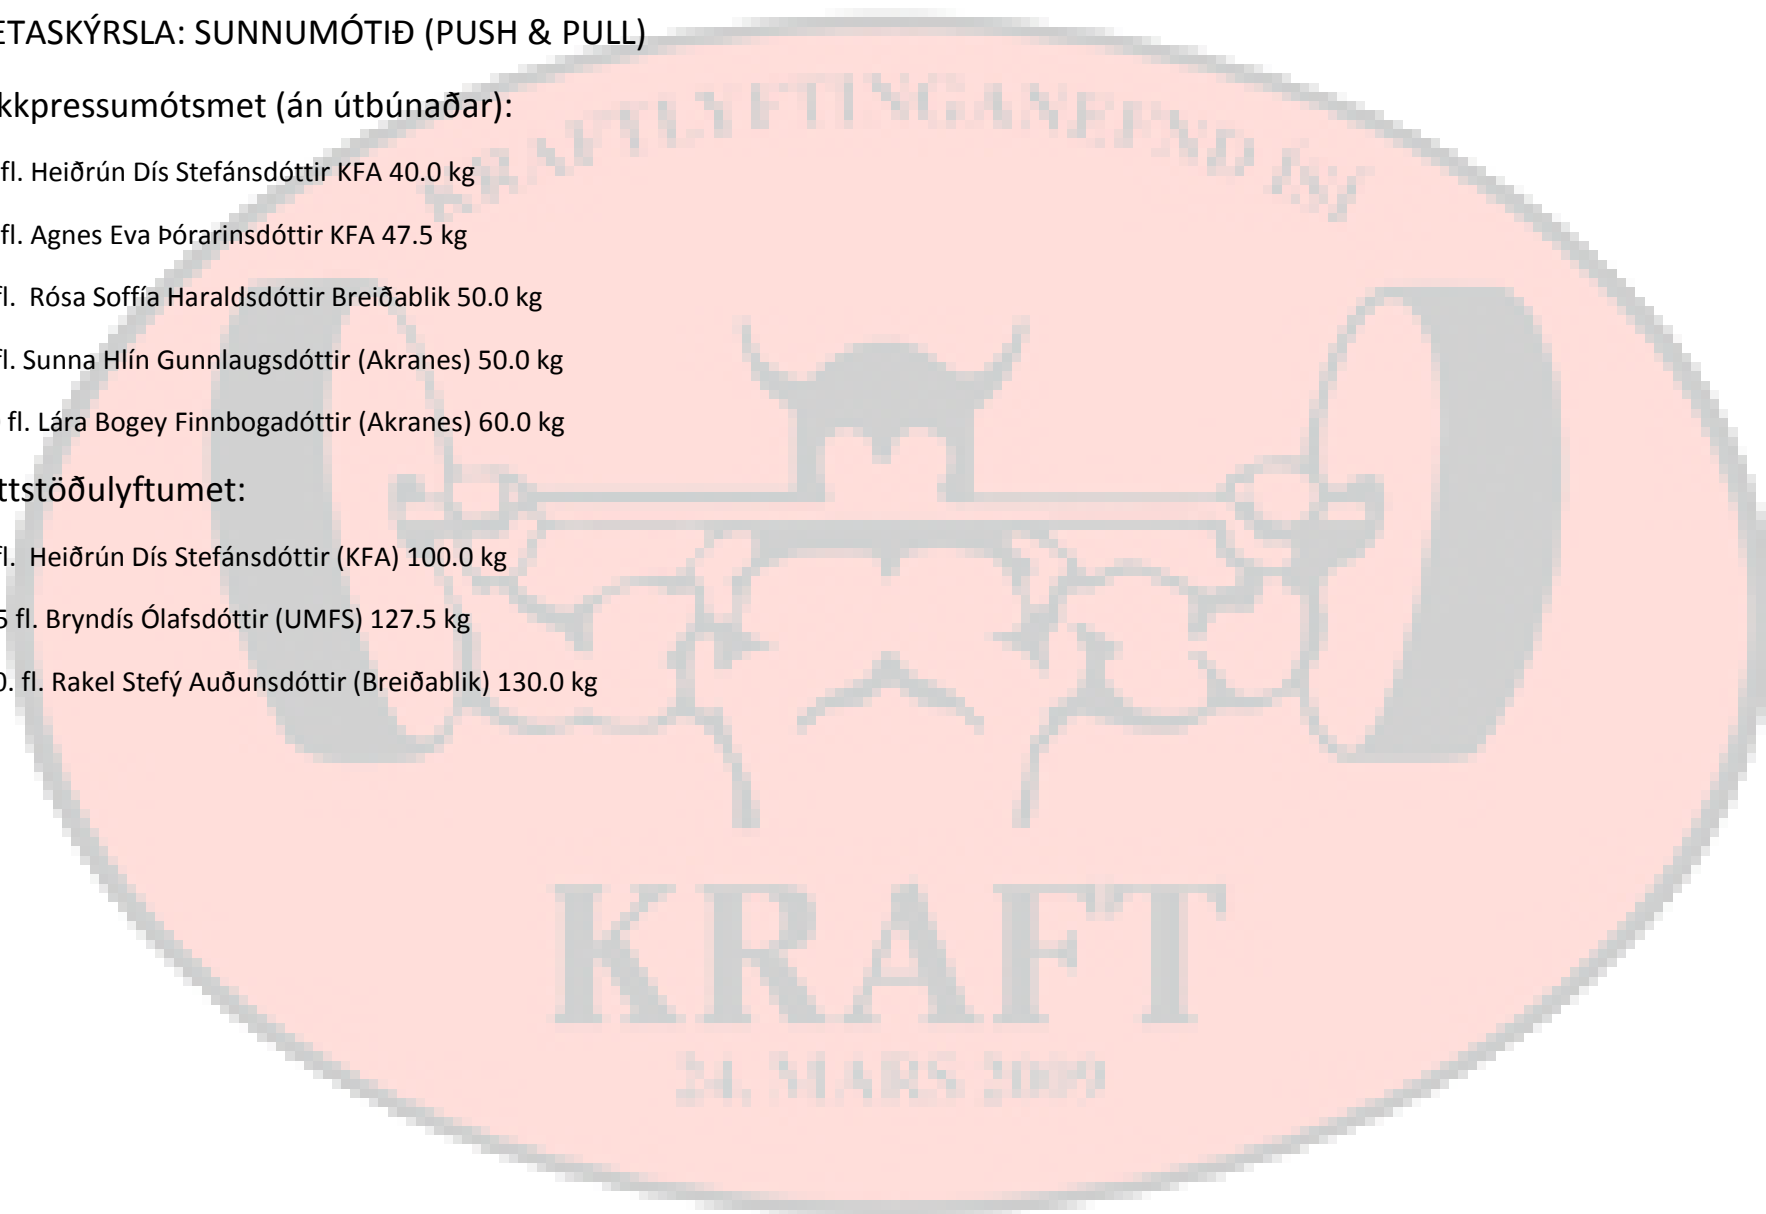 ETASKÝRSLA: SUNNUMÓTIÐ (PUSH & PULL)
kkpressumótsmet (án útbúnaðar):
fl. Heiðrún Dís Stefánsdóttir KFA 40.0 kg
fl. Agnes Eva Þórarinsdóttir KFA 47.5 kg
fl. Rósa Soffía Haraldsdóttir Breiðablik 50.0 kg
fl. Sunna Hlín Gunnlaugsdóttir (Akranes) 50.0 kg
fl. Lára Bogey Finnbogadóttir (Akranes) 60.0 kg
ttstöðulyftumet:
fl. Heiðrún Dís Stefánsdóttir (KFA) 100.0 kg
5 fl. Bryndís Ólafsdóttir (UMFS) 127.5 kg
0. fl. Rakel Stefý Auðunsdóttir (Breiðablik) 130.0 kg
KRAFTLYFTINGANEFND ÍSÍ
KRAFT
24. MARS 2009